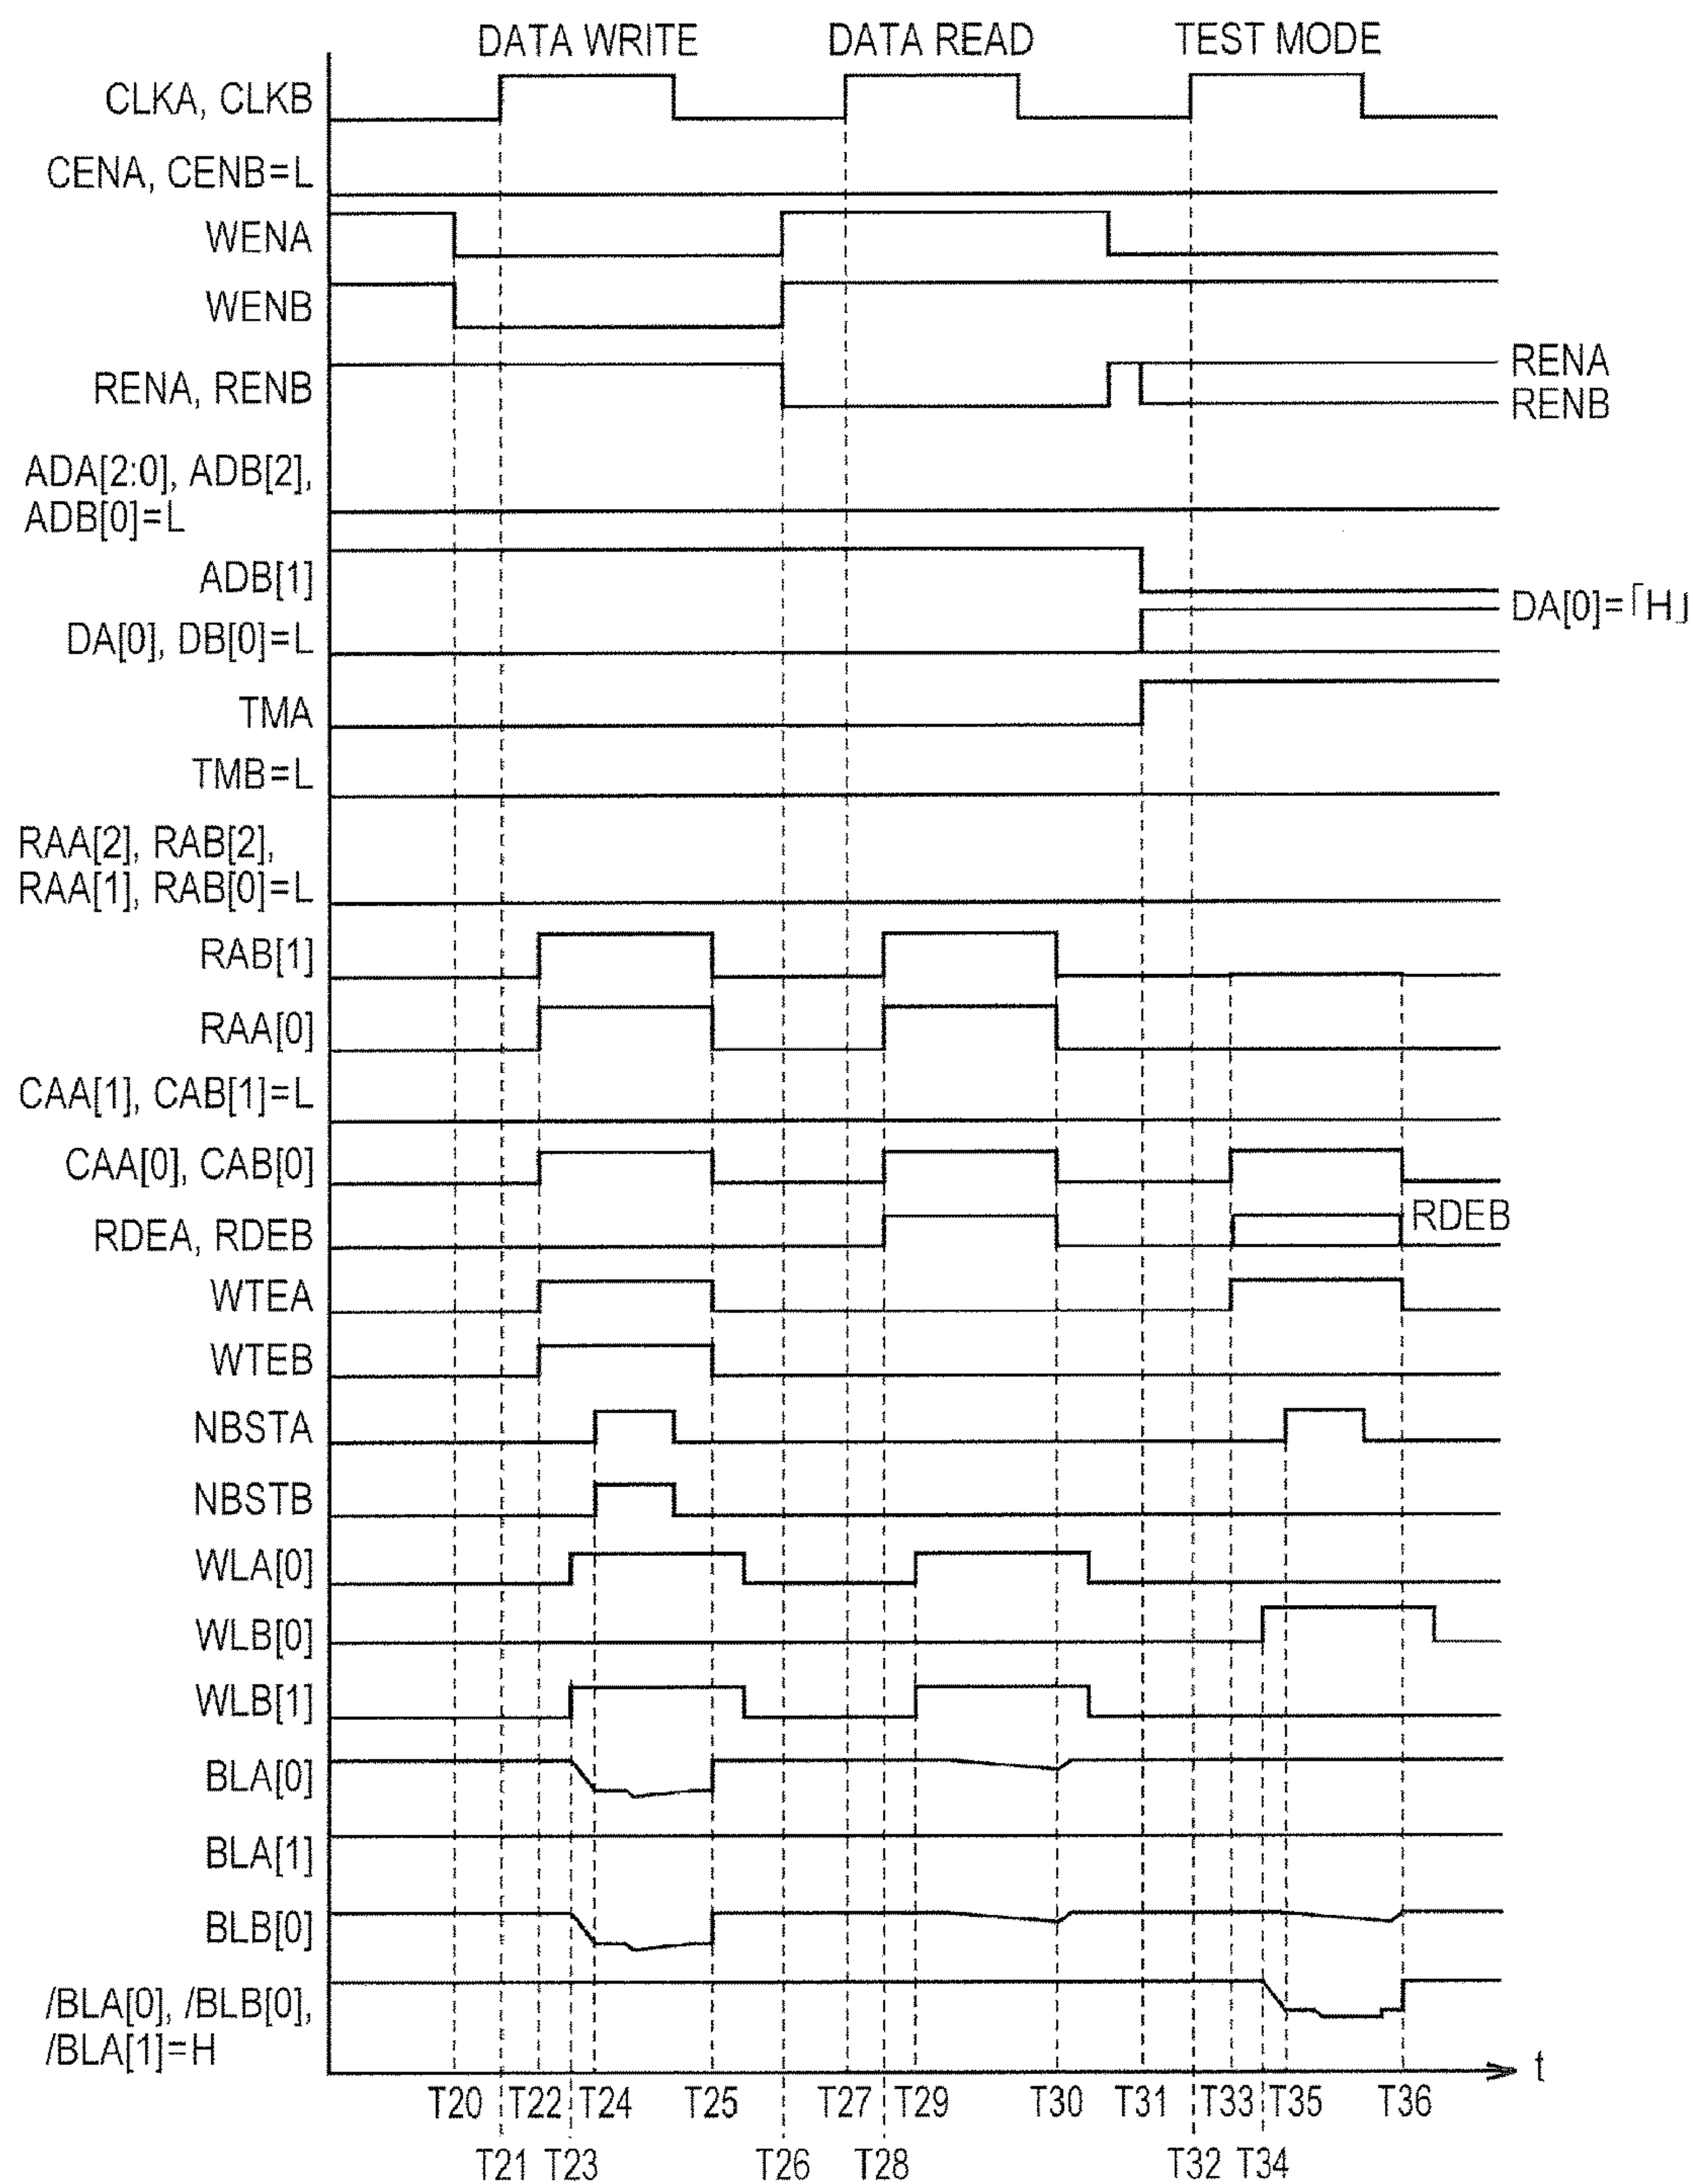 DATA WRITE DATA READ TEST MODE
CLKA, CLKB
CENA, CENB=L
WENA
WENB
RENA, RENB
RENA
RENB
ADA[2:0], ADB[2],
ADB[0]=L
ADB[1]
DA[0]=「H」
DA[0], DB[0]=L
TMA
TMB=L
RAA[2], RAB[2],
RAA[1], RAB[0]=L
RAB[1]
RAA[0]
CAA[1], CAB[1]=L
CAA[0], CAB[0]
RDEA, RDEB
RDEB
WTEA
WTEB
NBSTA
NBSTB
WLA[0]
WLB[0]
WLB[1]
BLA[0]
BLA[1]
BLB[0]
/BLA[0], /BLB[0],
/BLA[1]=H
t
T20 T22 T24 T25 T27 T29 T30 T31 T33 T35 T36
T21 T23 T26 T28 T32 T34